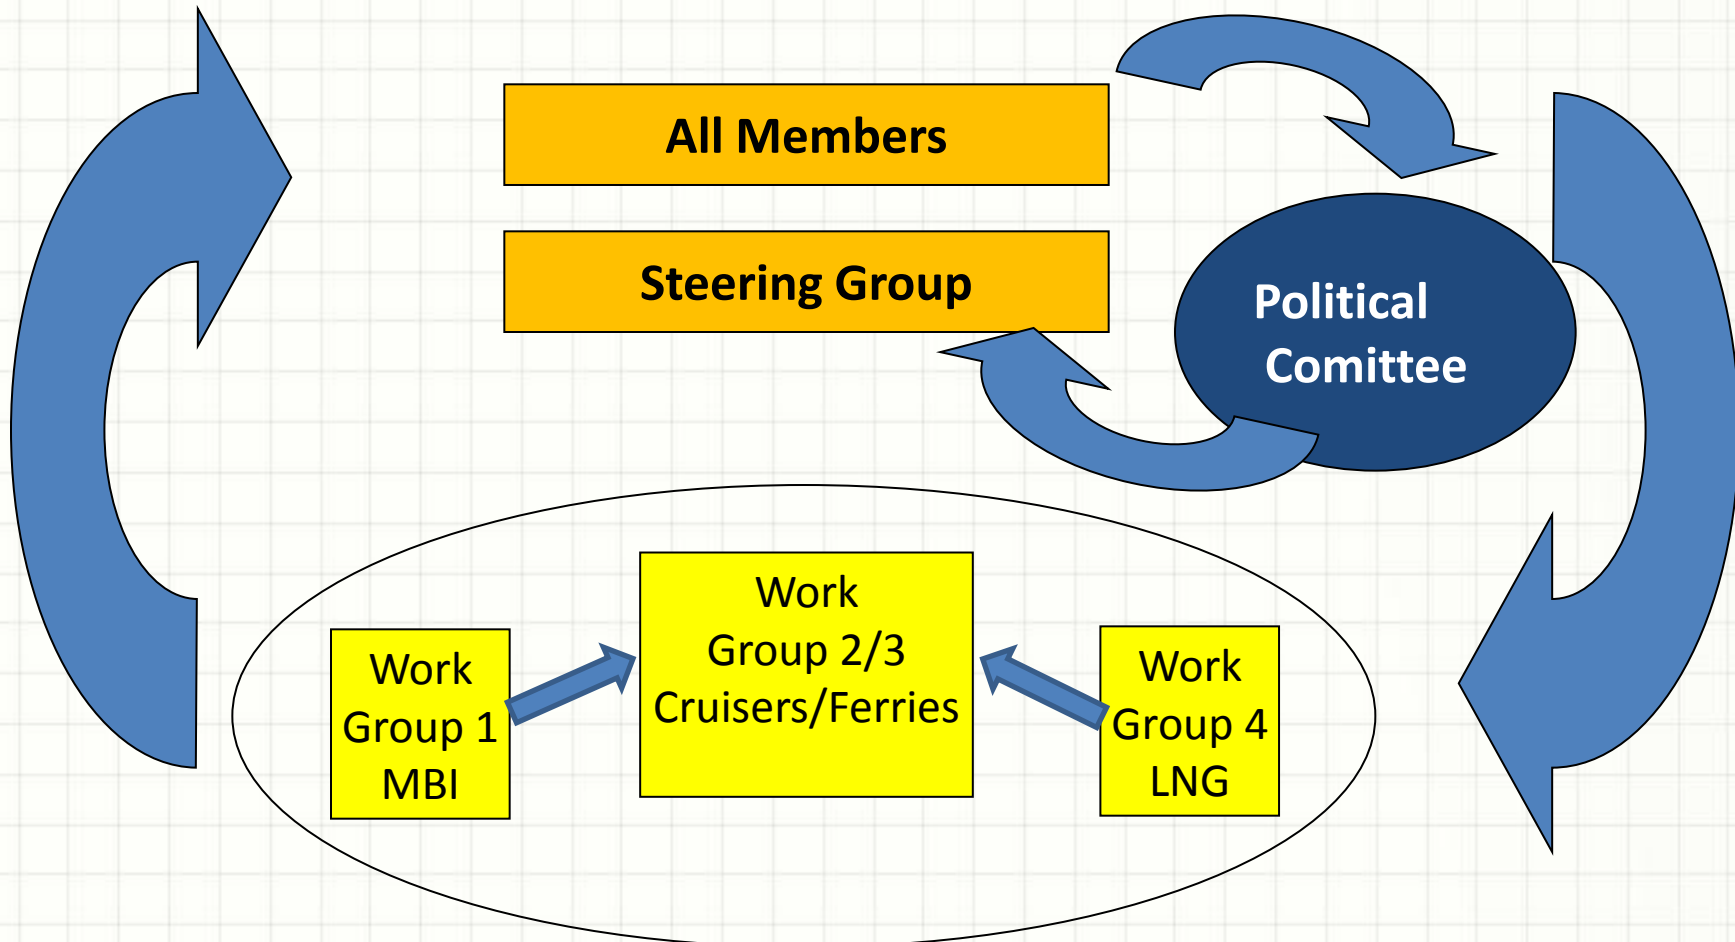 All Members
Steering Group
Political
Comittee
Work
Group 2/3
Cruisers/Ferries
Work
Group 1
MBI
Work
Group 4
LNG